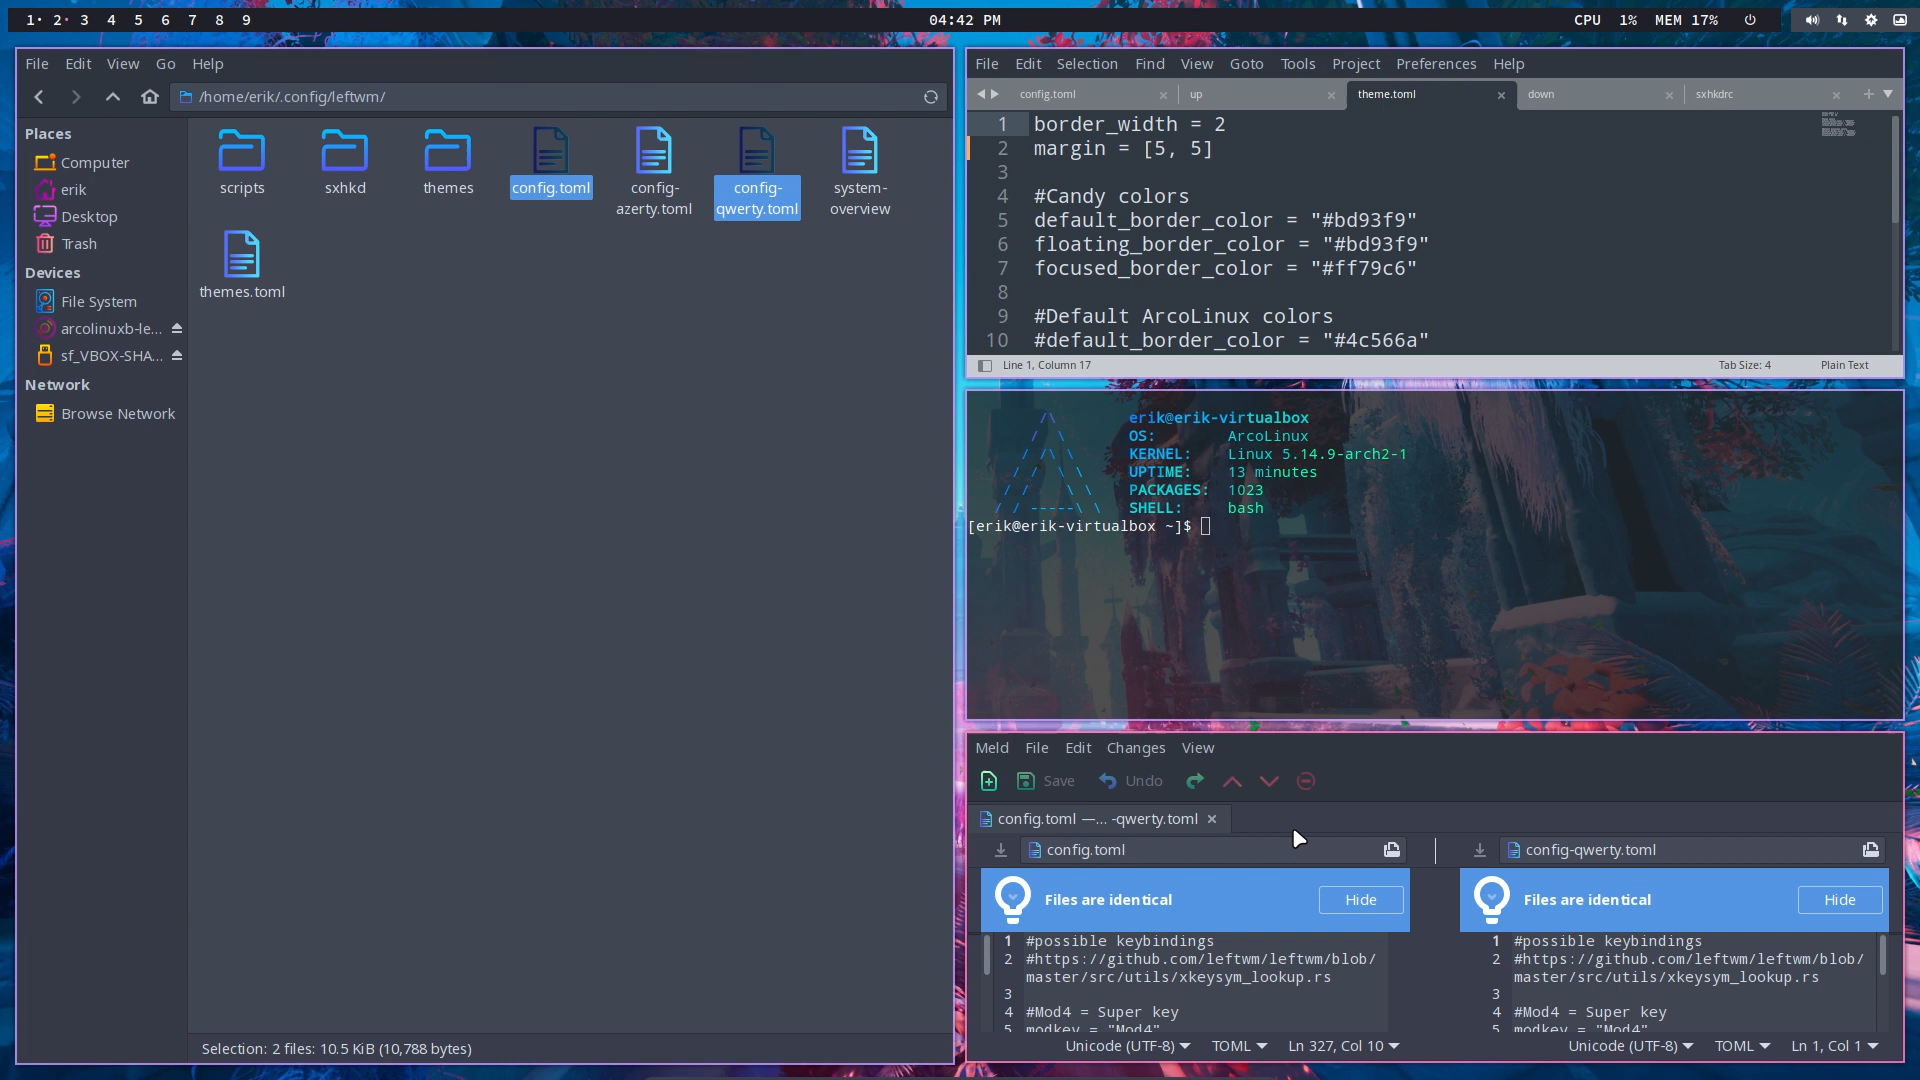 1· 2· 3 4 5 6 7 8 9
04:42 PM
CPU 1% MEM 17%
File Edit View Go Help
/home/erik/.config/leftwm/
Places
Computer
erik
Desktop
Trash
Devices
File System
arcolinuxb-le...
sf_VBOX-SHA...
Network
Browse Network
scripts
sxhkd
themes
config.toml
config-
azerty.toml
config-
qwerty.toml
system-
overview
themes.toml
Selection: 2 files: 10.5 KiB (10,788 bytes)
File Edit Selection Find View Goto Tools Project Preferences Help
config.toml up theme.toml down sxhkdrc
1 border_width = 2
2 margin = [5, 5]
3
4 #Candy colors
5 default_border_color = "#bd93f9"
6 floating_border_color = "#bd93f9"
7 focused_border_color = "#ff79c6"
8
9 #Default ArcoLinux colors
10 #default_border_color = "#4c566a"
Line 1, Column 17 Tab Size: 4 Plain Text
erik@erik-virtualbox
OS: ArcoLinux
KERNEL: Linux 5.14.9-arch2-1
UPTIME: 13 minutes
PACKAGES: 1023
SHELL: bash
[erik@erik-virtualbox ~]$
Meld File Edit Changes View
Save Undo
config.toml —... -qwerty.toml
config.toml
Files are identical Hide
1 #possible keybindings
2 #https://github.com/leftwm/leftwm/blob/
master/src/utils/xkeysym_lookup.rs
3
4 #Mod4 = Super key
5 modkey = "Mod4"
Unicode (UTF-8) TOML Ln 327, Col 10
config-qwerty.toml
Files are identical Hide
1 #possible keybindings
2 #https://github.com/leftwm/leftwm/blob/
master/src/utils/xkeysym_lookup.rs
3
4 #Mod4 = Super key
5 modkey = "Mod4"
Unicode (UTF-8) TOML Ln 1, Col 1